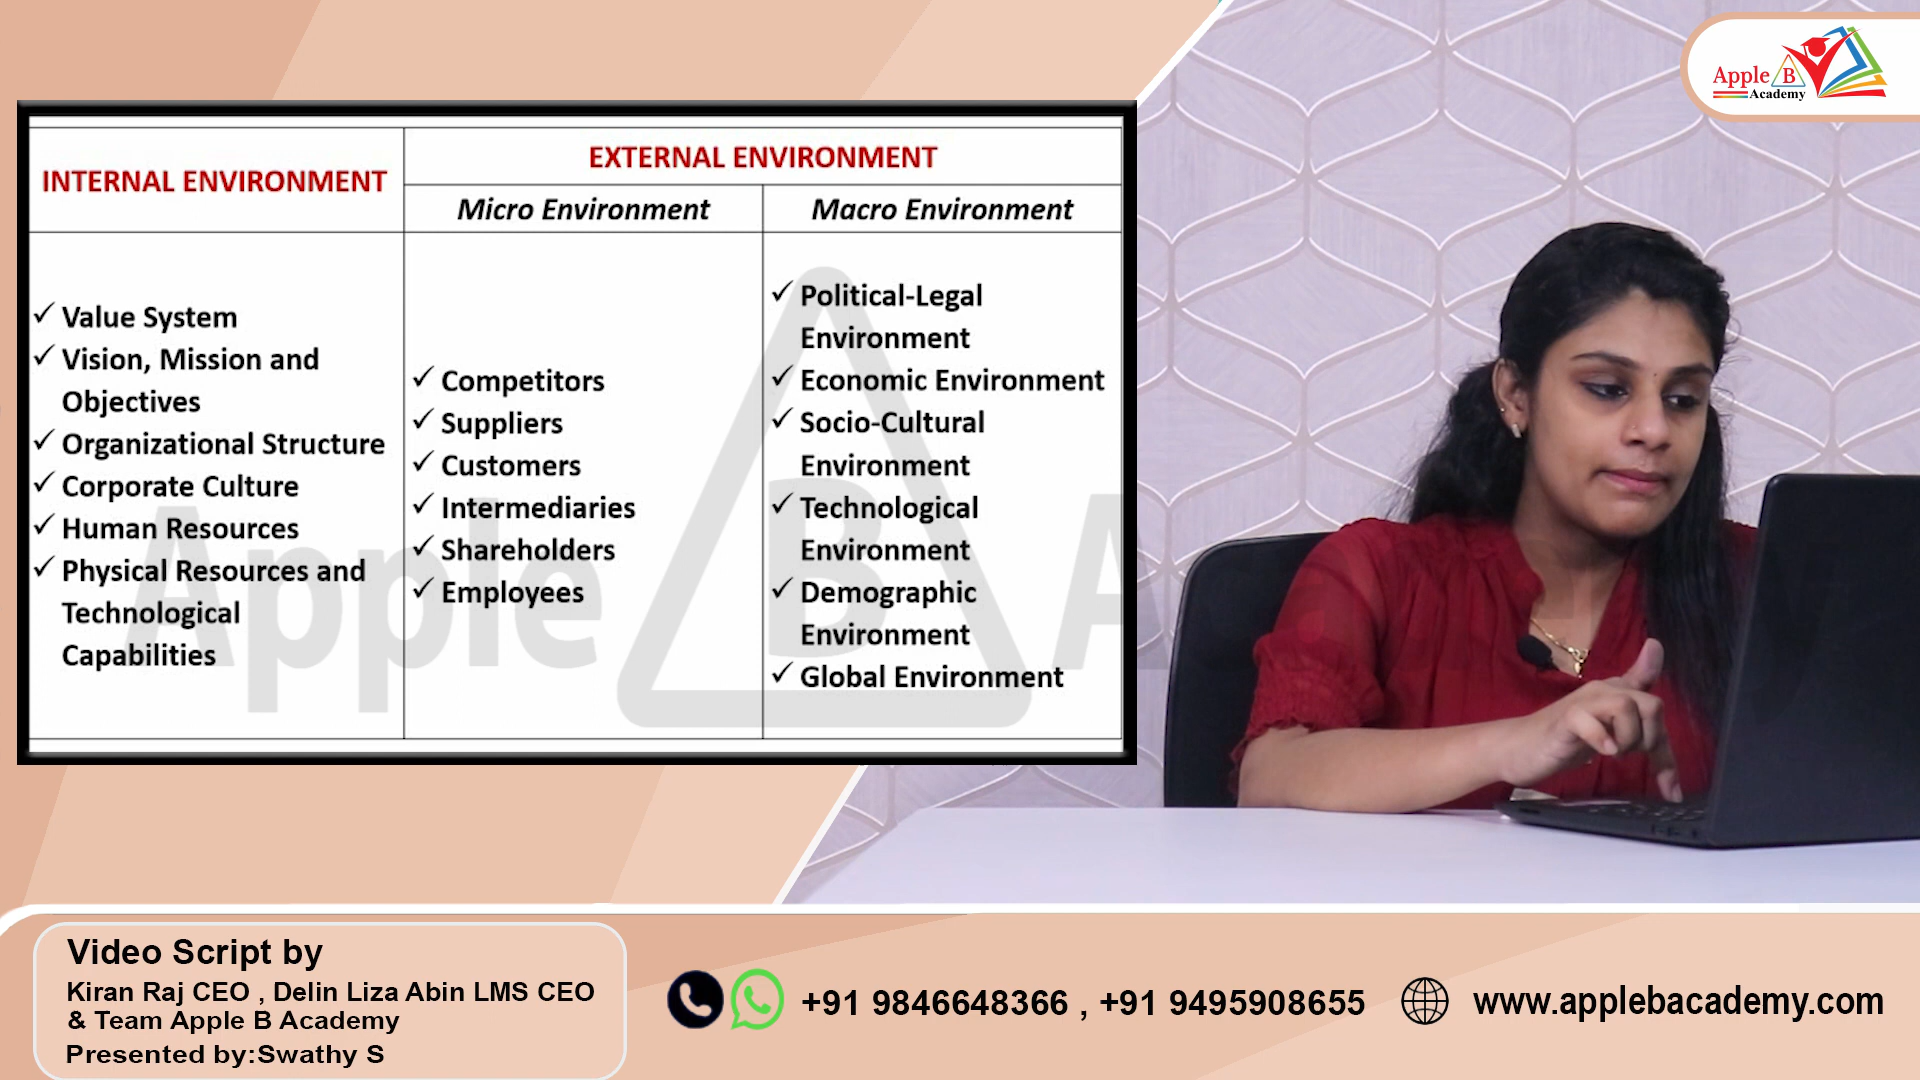 Apple B
Academy
INTERNAL ENVIRONMENT
EXTERNAL ENVIRONMENT
Micro Environment
Macro Environment
✓ Value System
✓ Vision, Mission and
Objectives
✓ Organizational Structure
✓ Corporate Culture
✓ Human Resources
✓ Physical Resources and
Technological
Capabilities
✓ Competitors
✓ Suppliers
✓ Customers
✓ Intermediaries
✓ Shareholders
✓ Employees
✓ Political-Legal
Environment
✓ Economic Environment
✓ Socio-Cultural
Environment
✓ Technological
Environment
✓ Demographic
Environment
✓ Global Environment
Apple B A
Video Script by
Kiran Raj CEO , Delin Liza Abin LMS CEO
& Team Apple B Academy
Presented by:Swathy S
+91 9846648366 , +91 9495908655
www.applebacademy.com